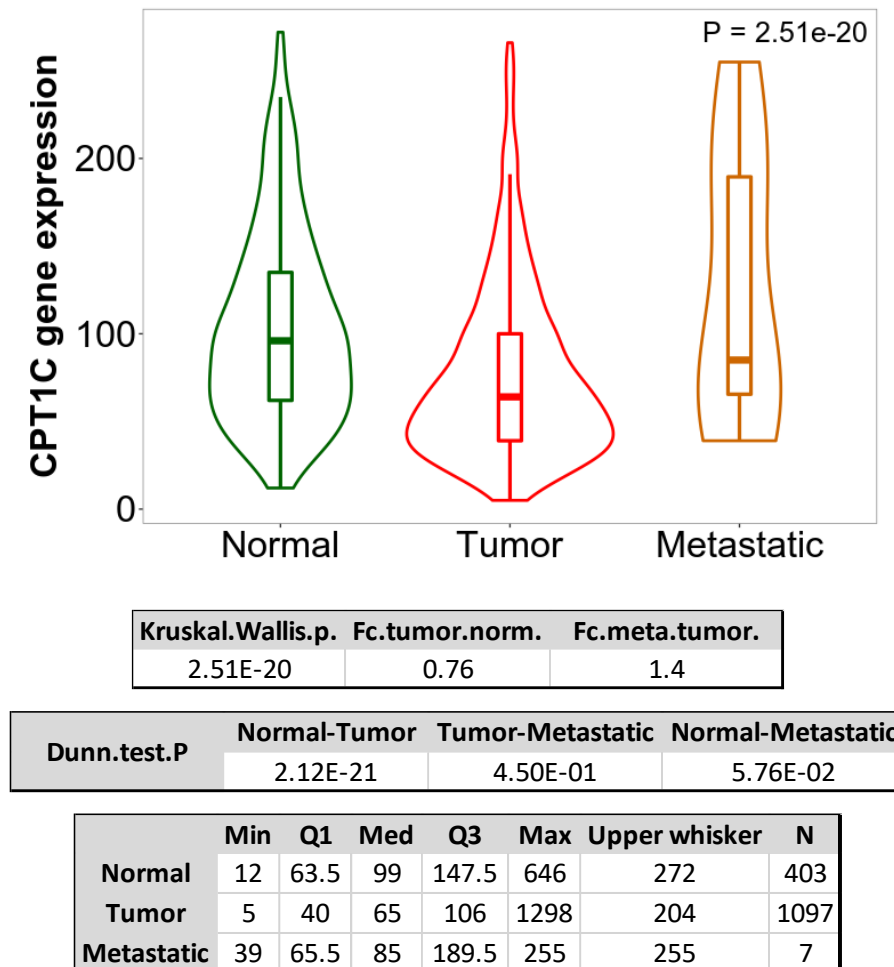 P = 2.51e-20
CPT1C gene expression
200
100
0
Normal Tumor Metastatic
Kruskal.Wallis.p. Fc.tumor.norm. Fc.meta.tumor.
2.51E-20 0.76 1.4
Dunn.test.P Normal-Tumor Tumor-Metastatic Normal-Metastatic
2.12E-21 4.50E-01 5.76E-02
Min Q1 Med Q3 Max Upper whisker N
Normal 12 63.5 99 147.5 646 272 403
Tumor 5 40 65 106 1298 204 1097
Metastatic 39 65.5 85 189.5 255 255 7